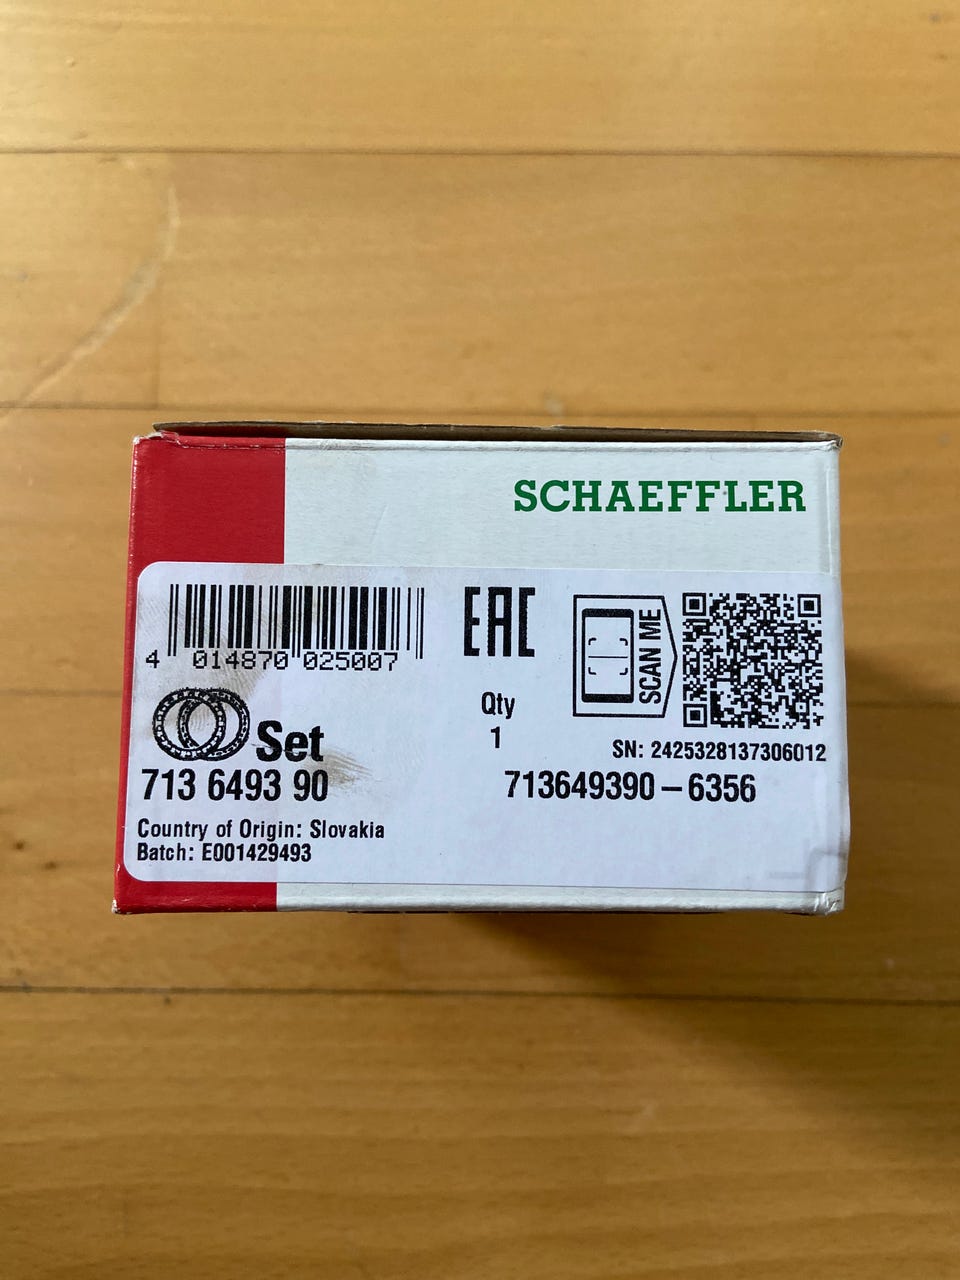 SCHAEFFLER
4 014870 025007
EAC
SCAN ME
Set
Qty
1
SN: 2425328137306012
713 6493 90
713649390-6356
Country of Origin: Slovakia
Batch: E001429493